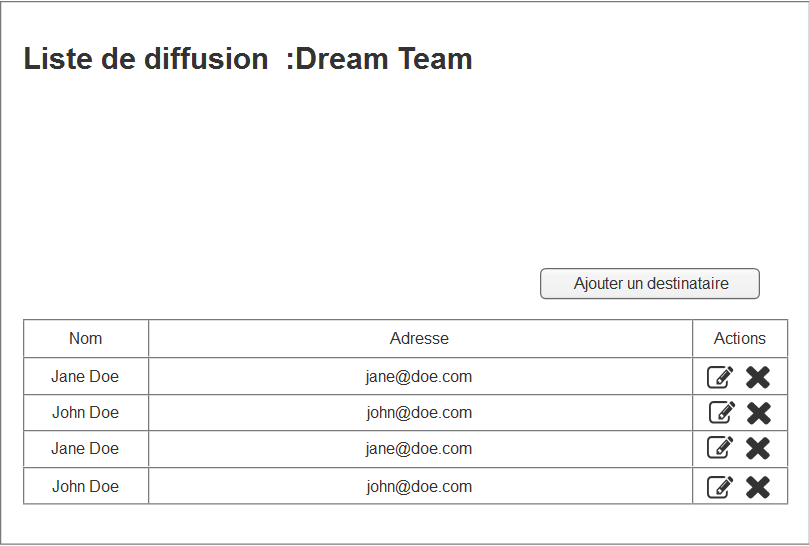 Liste de diffusion  :Dream Team
Ajouter un destinataire
Nom Adresse Actions
Jane Doe jane@doe.com
John Doe john@doe.com
Jane Doe jane@doe.com
John Doe john@doe.com